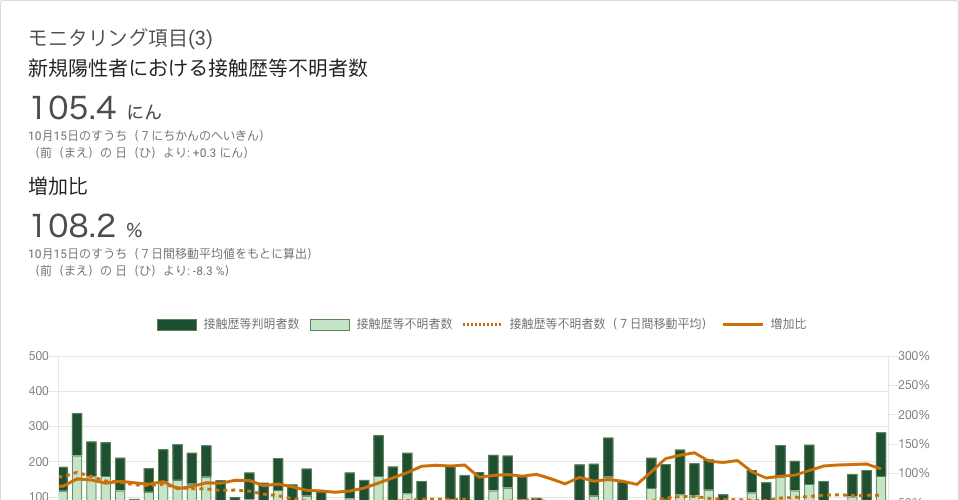 モニタリング項目(3)
新規陽性者における接触歴等不明者数
105.4 にん
10月15日のすうち（７にちかんのへいきん）
（前（まえ）の 日（ひ）より: +0.3 にん）
増加比
108.2 %
10月15日のすうち（７日間移動平均値をもとに算出）
（前（まえ）の 日（ひ）より: -8.3 %）
接触歴等判明者数 接触歴等不明者数 接触歴等不明者数（７日間移動平均） 増加比
500 300%
250%
400
200%
300
150%
200
100%
100